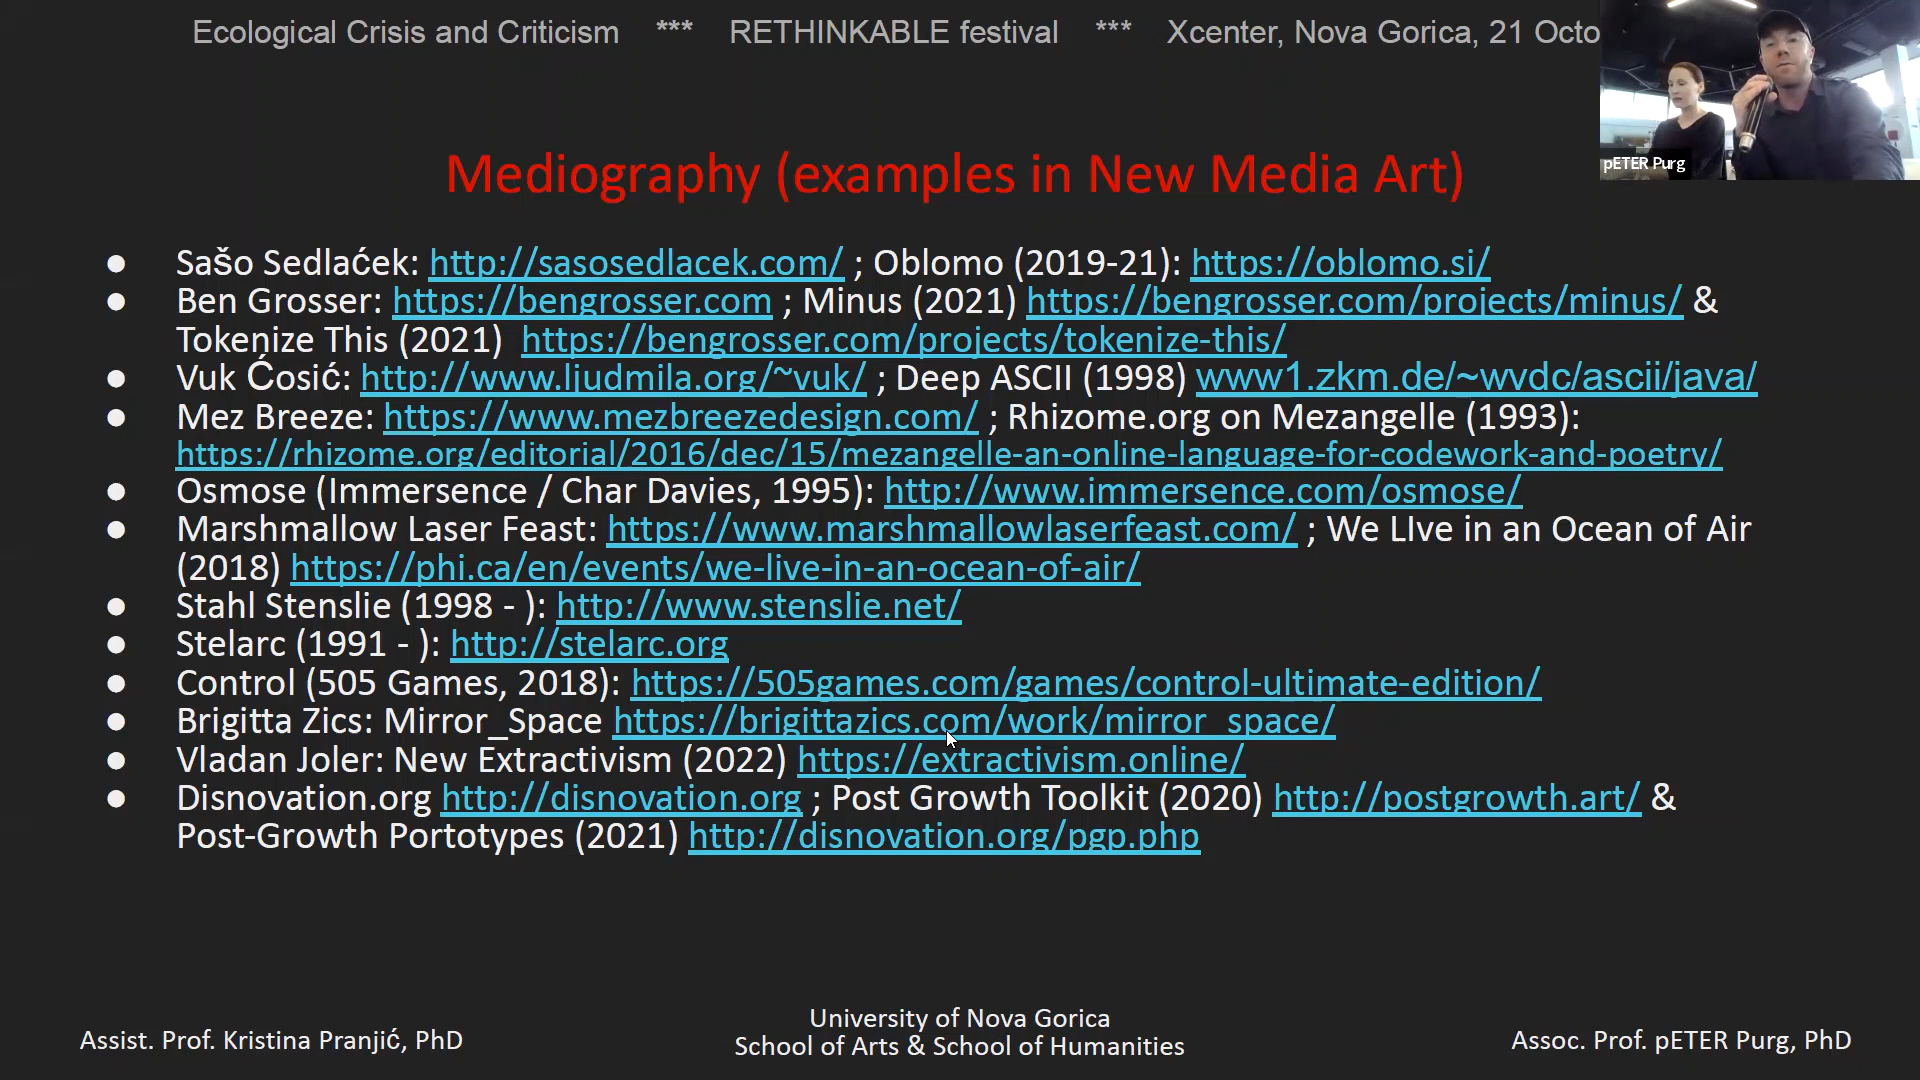 Ecological Crisis and Criticism *** RETHINKABLE festival *** Xcenter, Nova Gorica, 21 Octo
pETER Purg
Mediography (examples in New Media Art)
● Sašo Sedlaćek: http://sasosedlacek.com/ ; Oblomo (2019-21): https://oblomo.si/
● Ben Grosser: https://bengrosser.com ; Minus (2021) https://bengrosser.com/projects/minus/ &
Tokenize This (2021) https://bengrosser.com/projects/tokenize-this/
● Vuk Ćosić: http://www.ljudmila.org/~vuk/ ; Deep ASCII (1998) www1.zkm.de/~wvdc/ascii/java/
● Mez Breeze: https://www.mezbreezedesign.com/ ; Rhizome.org on Mezangelle (1993):
https://rhizome.org/editorial/2016/dec/15/mezangelle-an-online-language-for-codework-and-poetry/
● Osmose (Immersence / Char Davies, 1995): http://www.immersence.com/osmose/
● Marshmallow Laser Feast: https://www.marshmallowlaserfeast.com/ ; We LIve in an Ocean of Air
(2018) https://phi.ca/en/events/we-live-in-an-ocean-of-air/
● Stahl Stenslie (1998 - ): http://www.stenslie.net/
● Stelarc (1991 - ): http://stelarc.org
● Control (505 Games, 2018): https://505games.com/games/control-ultimate-edition/
● Brigitta Zics: Mirror_Space https://brigittazics.com/work/mirror_space/
● Vladan Joler: New Extractivism (2022) https://extractivism.online/
● Disnovation.org http://disnovation.org ; Post Growth Toolkit (2020) http://postgrowth.art/ &
Post-Growth Portotypes (2021) http://disnovation.org/pgp.php
Assist. Prof. Kristina Pranjić, PhD
University of Nova Gorica
School of Arts & School of Humanities
Assoc. Prof. pETER Purg, PhD